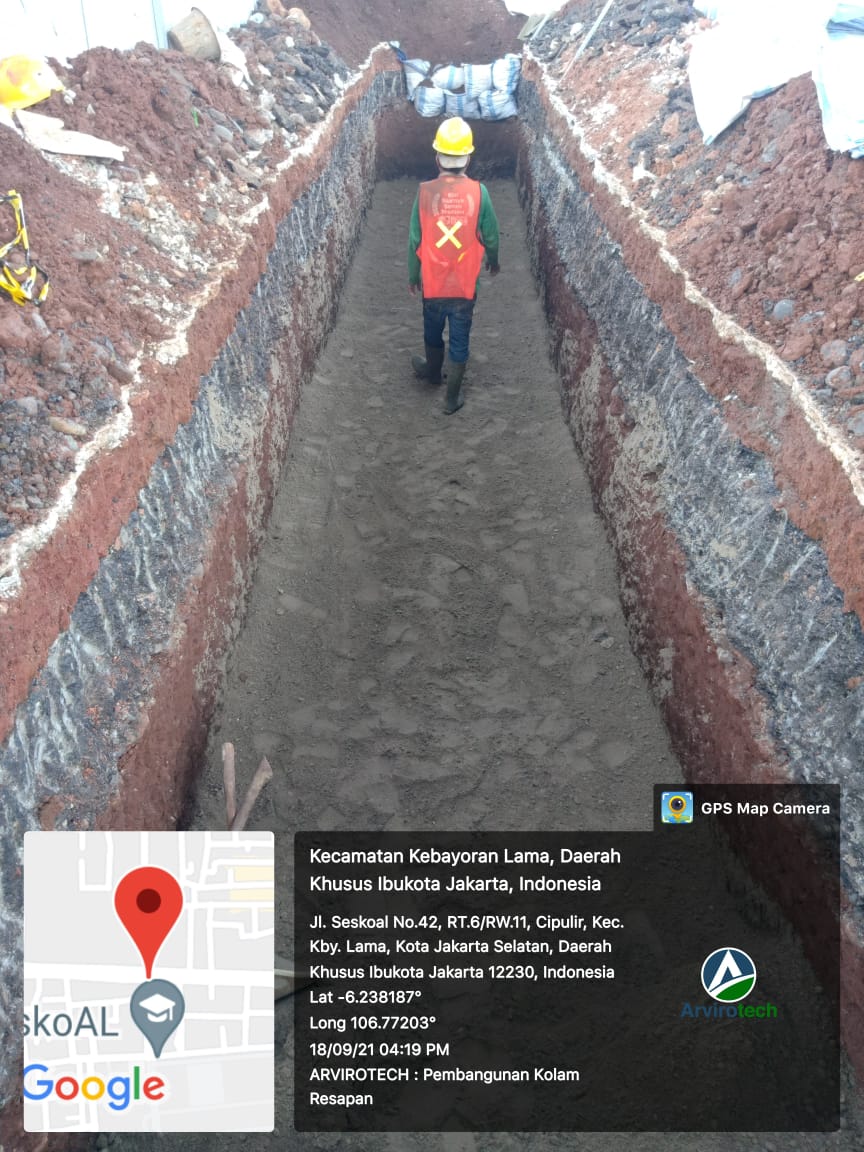 GPS Map Camera
Kecamatan Kebayoran Lama, Daerah
Khusus Ibukota Jakarta, Indonesia
Jl. Seskoal No.42, RT.6/RW.11, Cipulir, Kec.
Kby. Lama, Kota Jakarta Selatan, Daerah
Khusus Ibukota Jakarta 12230, Indonesia
Lat -6.238187°
Long 106.77203°
18/09/21 04:19 PM
ARVIROTECH : Pembangunan Kolam
Resapan
Arvirotech
skoAL
Google